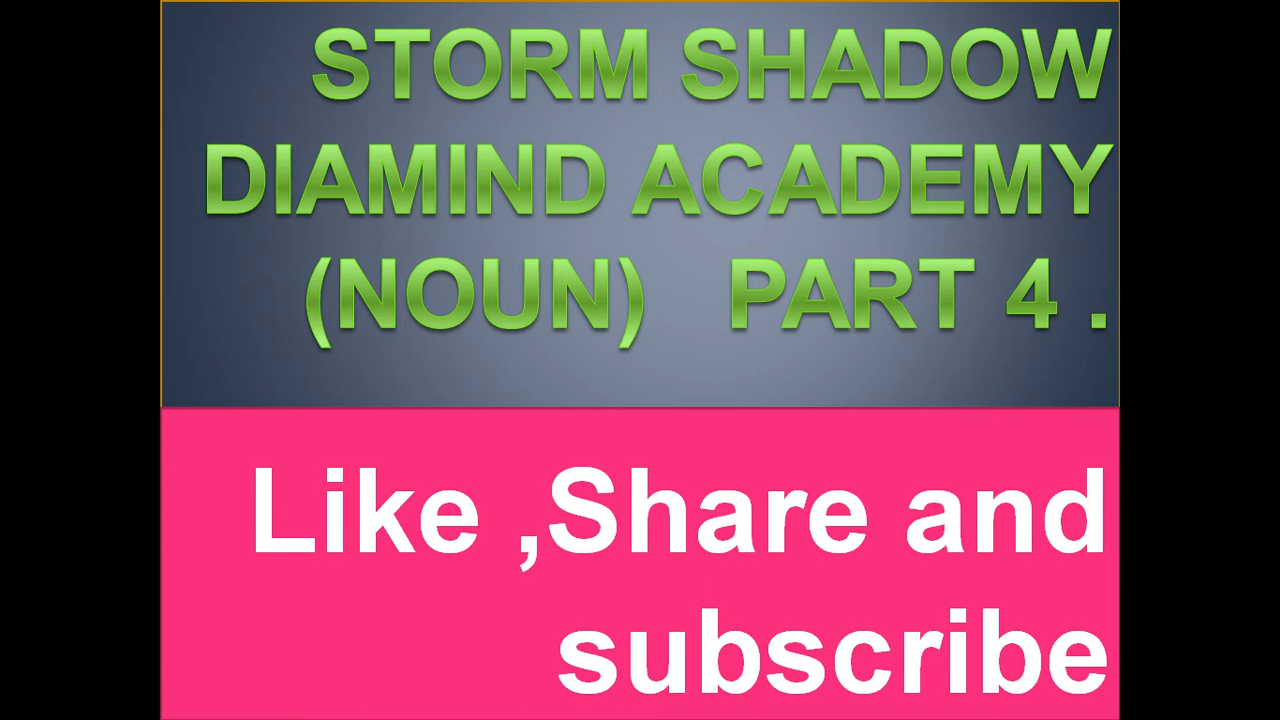 STORM SHADOW
DIAMIND ACADEMY
(NOUN) PART 4 .
Like ,Share and
subscribe